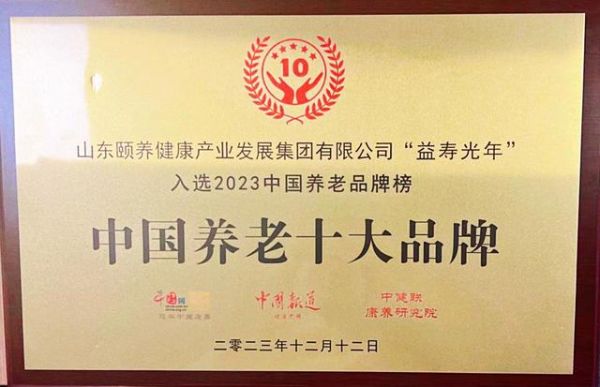 10
山东颐养健康产业发展集团有限公司“益寿光年”
入选2023中国养老品牌榜
中国养老十大品牌
中国网 中国报道 中健联
康养研究院
二零二三年十二月十二日